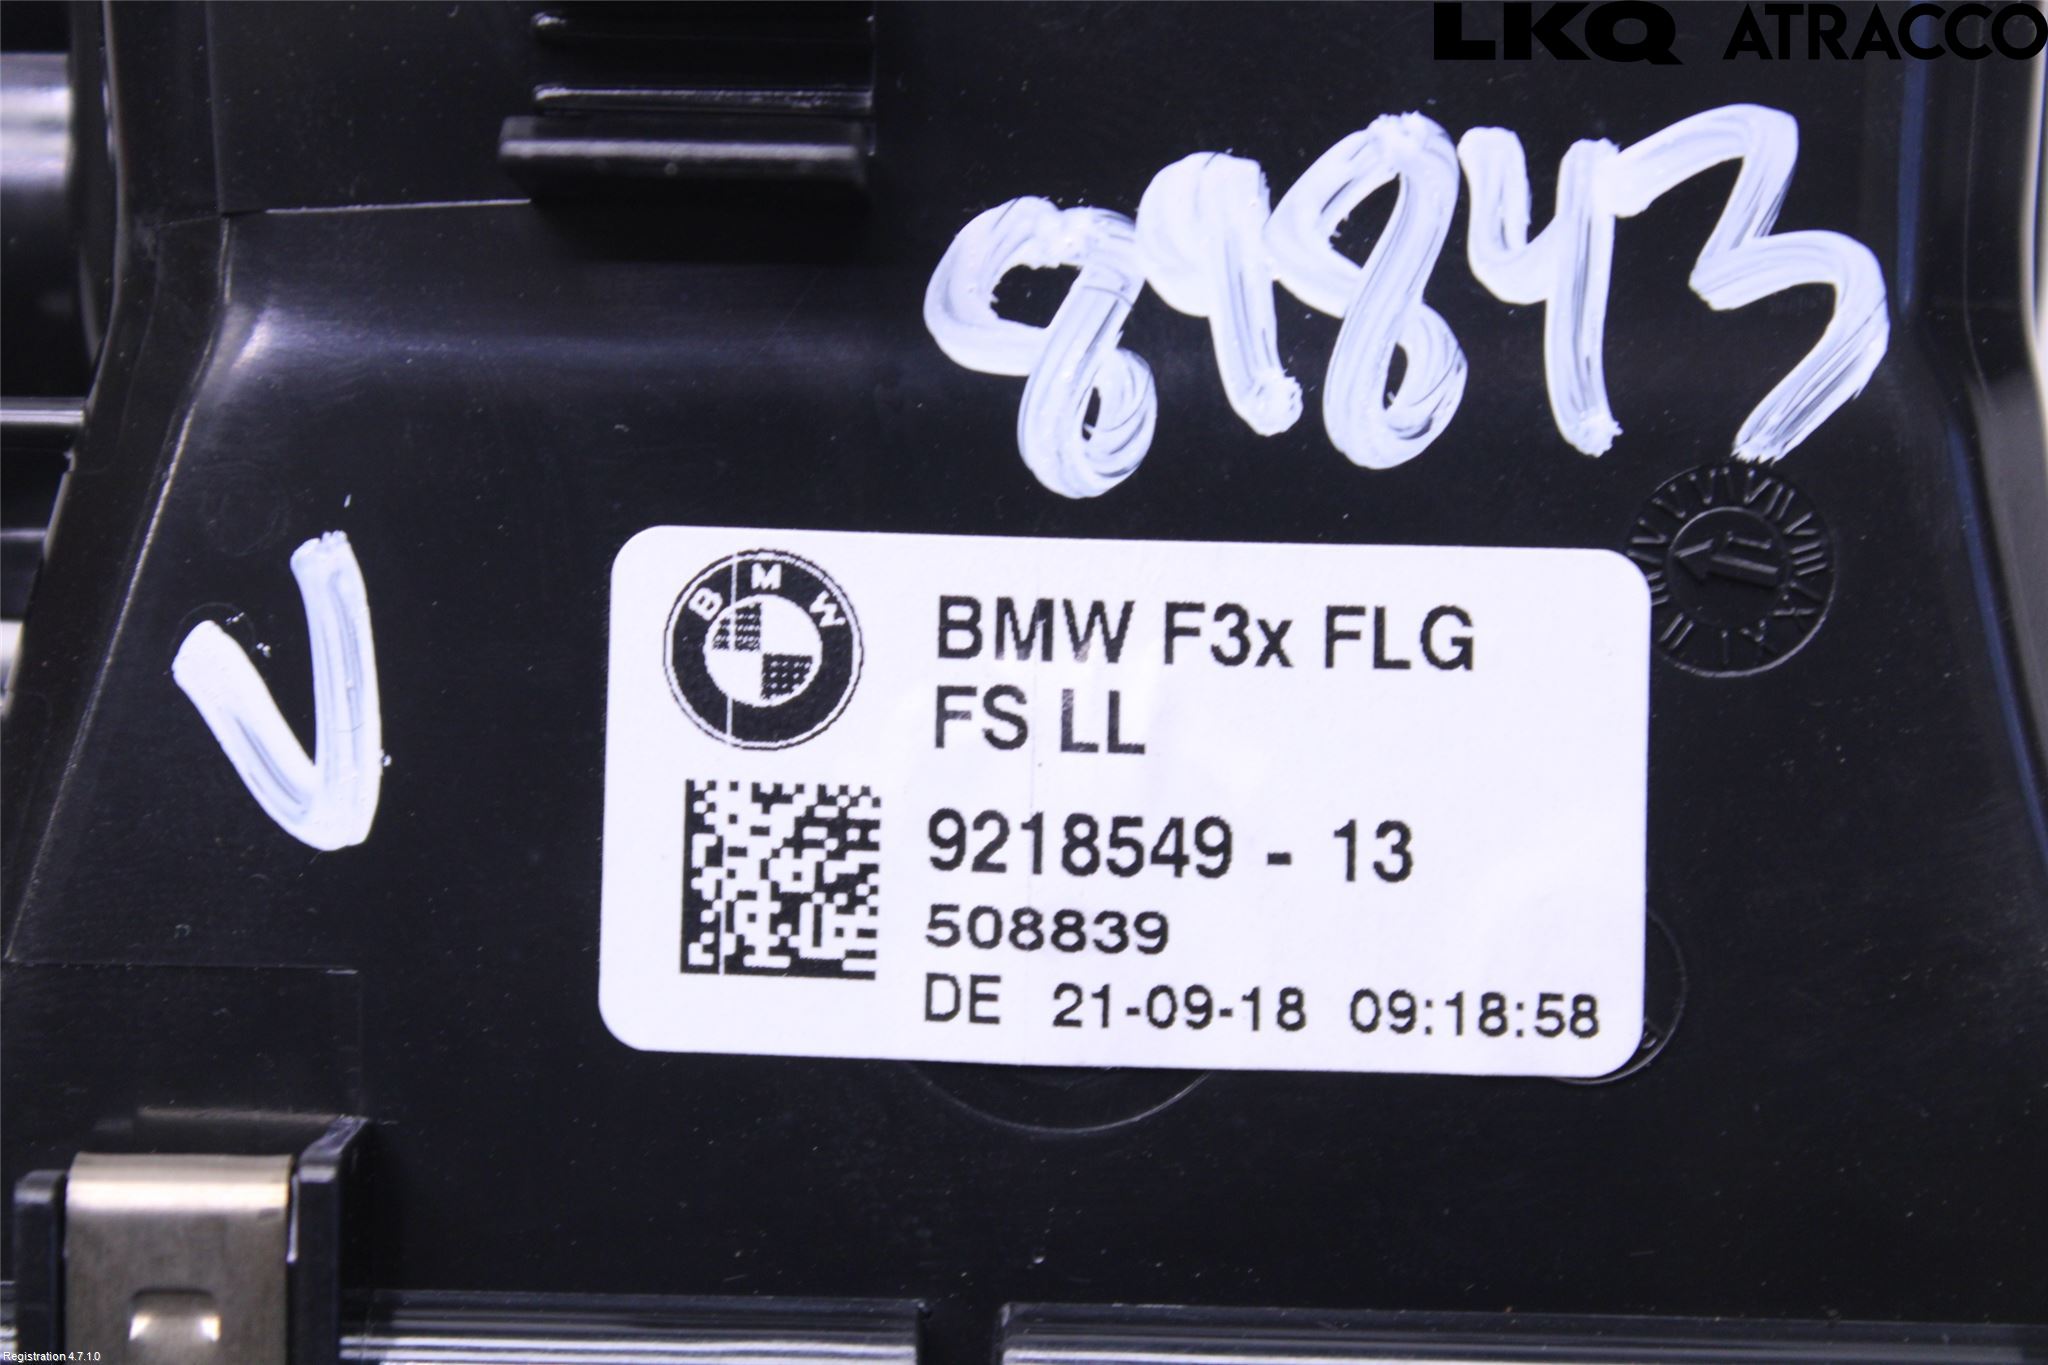 LKQ ATRACCO
89843
V
BMW
BMW F3x FLG
FS LL
9218549 - 13
508839
DE 21-09-18 09:18:58
Registration 4.7.1.0